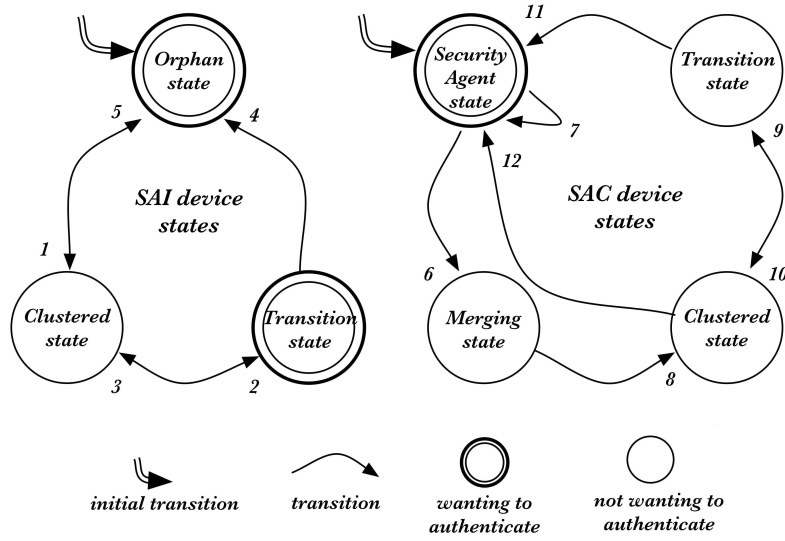 11
Orphan
state
Security
Agent
state
Transition
state
5
4
7
9
12
SAI device
states
SAC device
states
1
6
10
Clustered
state
Transition
state
Merging
state
Clustered
state
3
2
8
initial transition
transition
wanting to
authenticate
not wanting to
authenticate